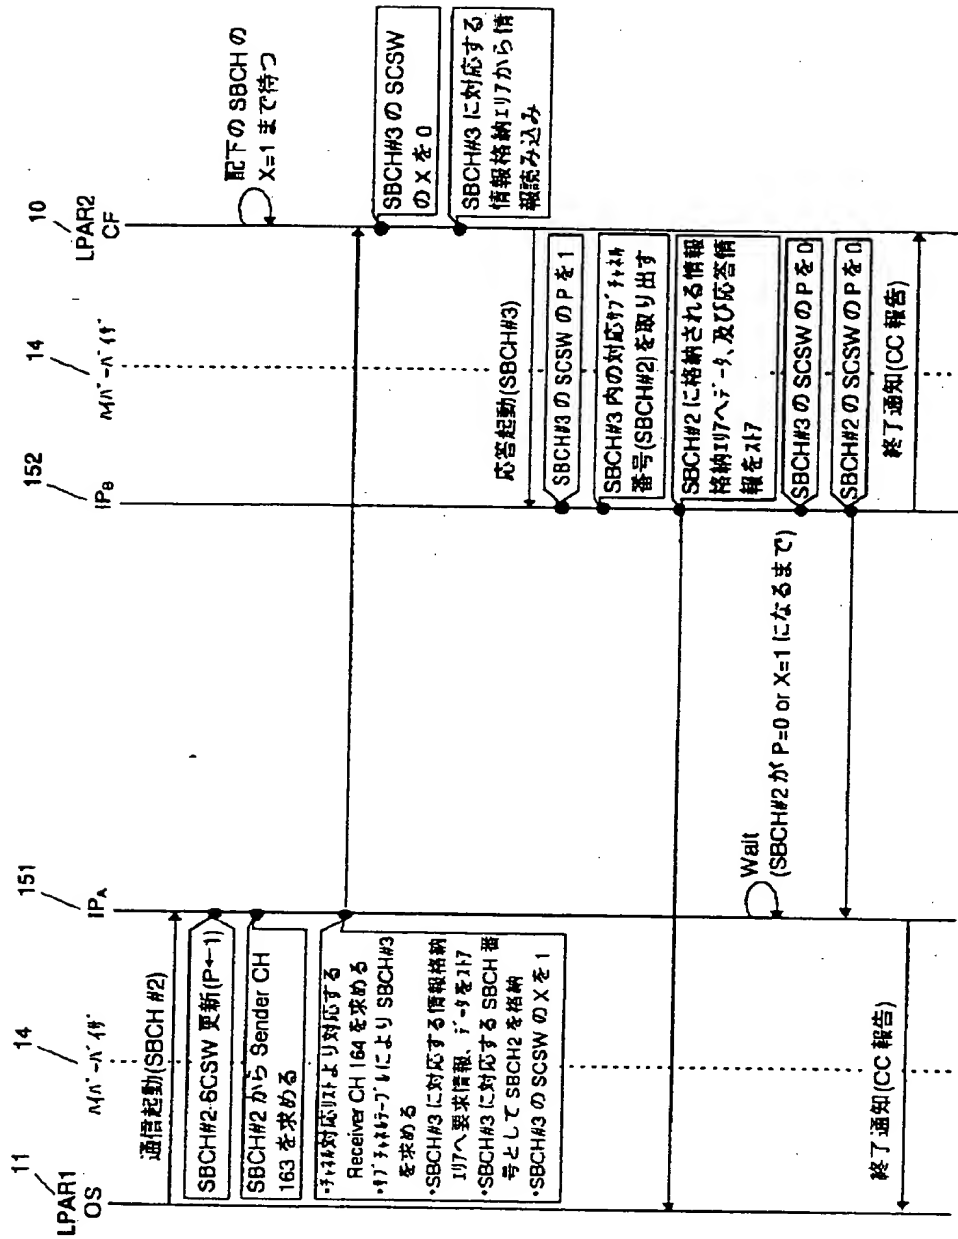 11
LPAR1
OS
14
ﾊｲﾊﾟｰﾊﾞｲｻﾞ
151
IPA
152
IPB
14
ﾊｲﾊﾟｰﾊﾞｲｻﾞ
10
LPAR2
CF
通信起動(SBCH #2)
SBCH#2-SCSW 更新(P←1)
SBCH#2 から Sender CH
163 を求める
•ﾁｬﾈﾙ対応ﾘｽﾄより対応する
Receiver CH 164 を求める
•ｻﾌﾞﾁｬﾈﾙﾃｰﾌﾞﾙにより SBCH#3
を求める
•SBCH#3 に対応する情報格納
ｴﾘｱへ要求情報、ﾃﾞｰﾀをｽﾄｱ
•SBCH#3 に対応する SBCH 番
号として SBCH2 を格納
•SBCH#3 の SCSW の X を 1
配下の SBCH の
X=1 まで待つ
SBCH#3 の SCSW
の X を 0
SBCH#3 に対応する
情報格納ｴﾘｱから情
報読み込み
応答起動(SBCH#3)
SBCH#3 の SCSW の P を 1
SBCH#3 内の対応ｻﾌﾞﾁｬﾈﾙ
番号(SBCH#2)を取り出す
SBCH#2 に格納される情報
格納ｴﾘｱへﾃﾞｰﾀ、及び応答情
報をｽﾄｱ
Wait
(SBCH#2 が P=0 or X=1 になるまで)
SBCH#3 の SCSW の P を 0
SBCH#2 の SCSW の P を 0
終了通知(CC 報告)
終了通知(CC 報告)